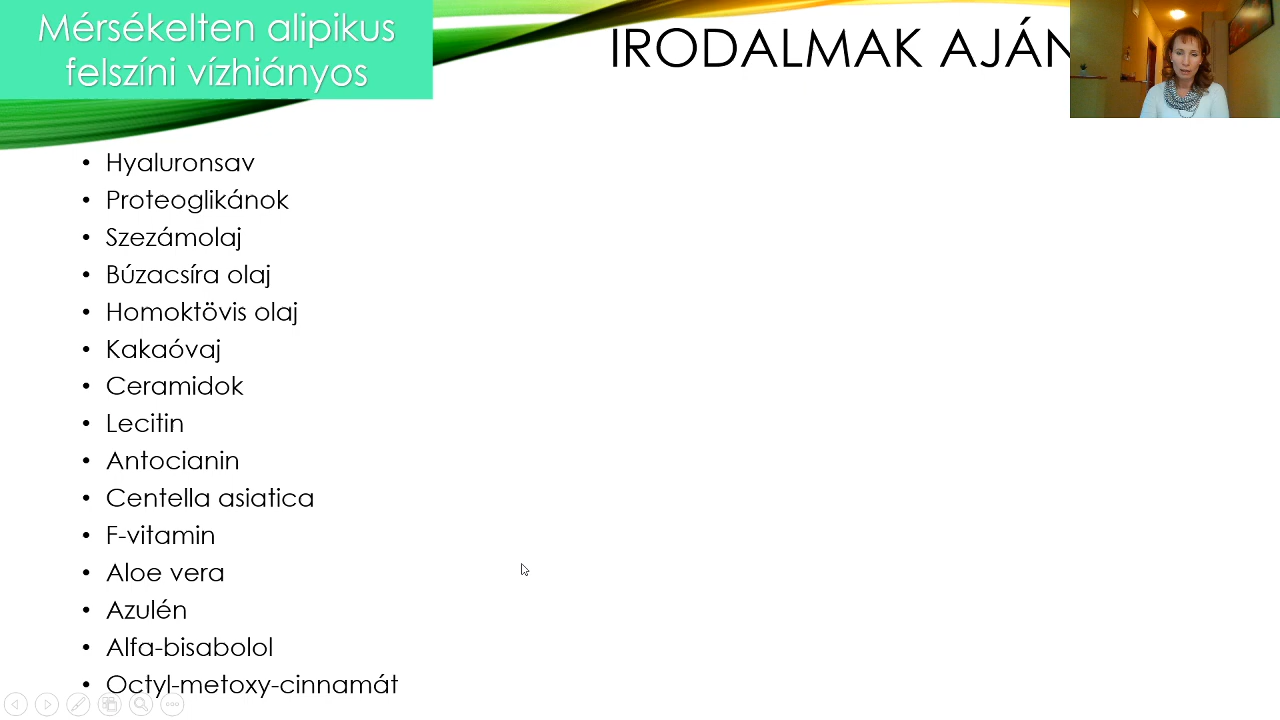 Mérsékelten alipikus
felszíni vízhiányos
IRODALMAK AJÁN
Hyaluronsav
Proteoglikánok
Szezámolaj
Búzacsíra olaj
Homoktövis olaj
Kakaóvaj
Ceramidok
Lecitin
Antocianin
Centella asiatica
F-vitamin
Aloe vera
Azulén
Alfa-bisabolol
Octyl-metoxy-cinnamát